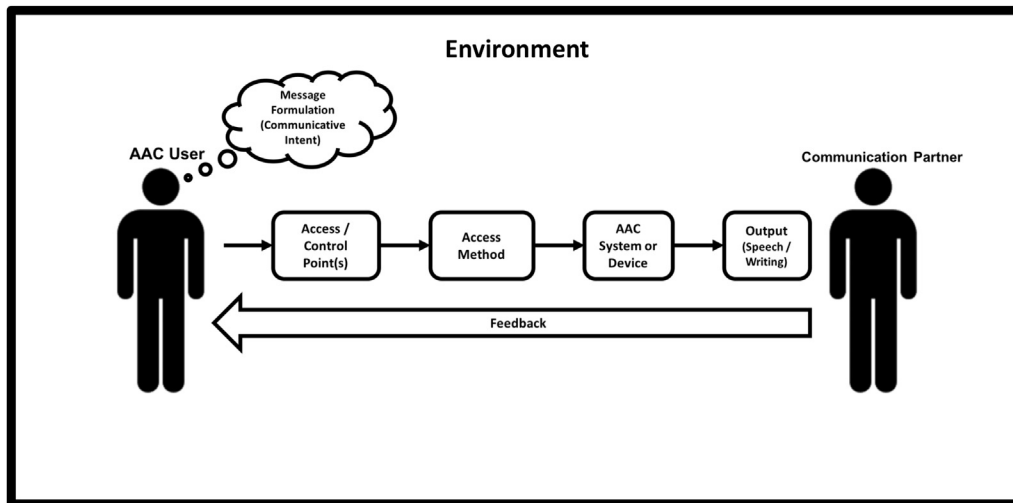 Environment
Message
Formulation
(Communicative
Intent)
AAC User
Communication Partner
Access /
Control
Point(s)
Access
Method
AAC
System or
Device
Output
(Speech /
Writing)
Feedback